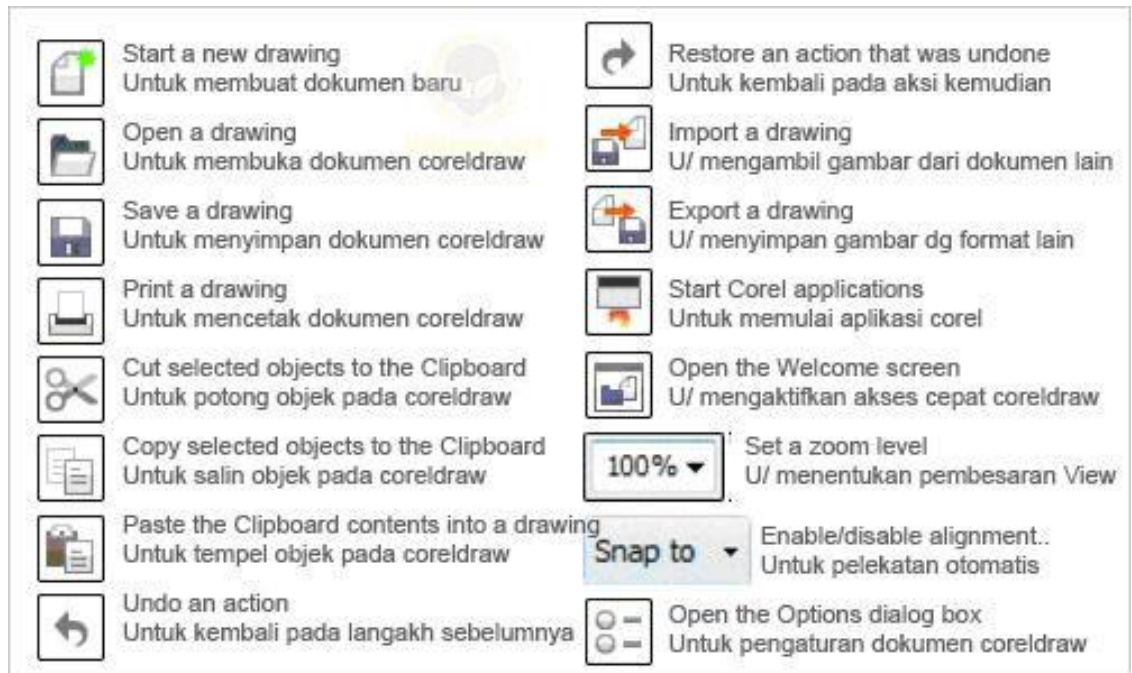 Start a new drawing
Untuk membuat dokumen baru
Open a drawing
Untuk membuka dokumen coreldraw
Save a drawing
Untuk menyimpan dokumen coreldraw
Print a drawing
Untuk mencetak dokumen coreldraw
Cut selected objects to the Clipboard
Untuk potong objek pada coreldraw
Copy selected objects to the Clipboard
Untuk salin objek pada coreldraw
Paste the Clipboard contents into a drawing
Untuk tempel objek pada coreldraw
Undo an action
Untuk kembali pada langakh sebelumnya
Restore an action that was undone
Untuk kembali pada aksi kemudian
Import a drawing
U/ mengambil gambar dari dokumen lain
Export a drawing
U/ menyimpan gambar dg format lain
Start Corel applications
Untuk memulai aplikasi corel
Open the Welcome screen
U/ mengaktifkan akses cepat coreldraw
100%
Set a zoom level
U/ menentukan pembesaran View
Snap to
Enable/disable alignment..
Untuk pelekatan otomatis
Open the Options dialog box
Untuk pengaturan dokumen coreldraw